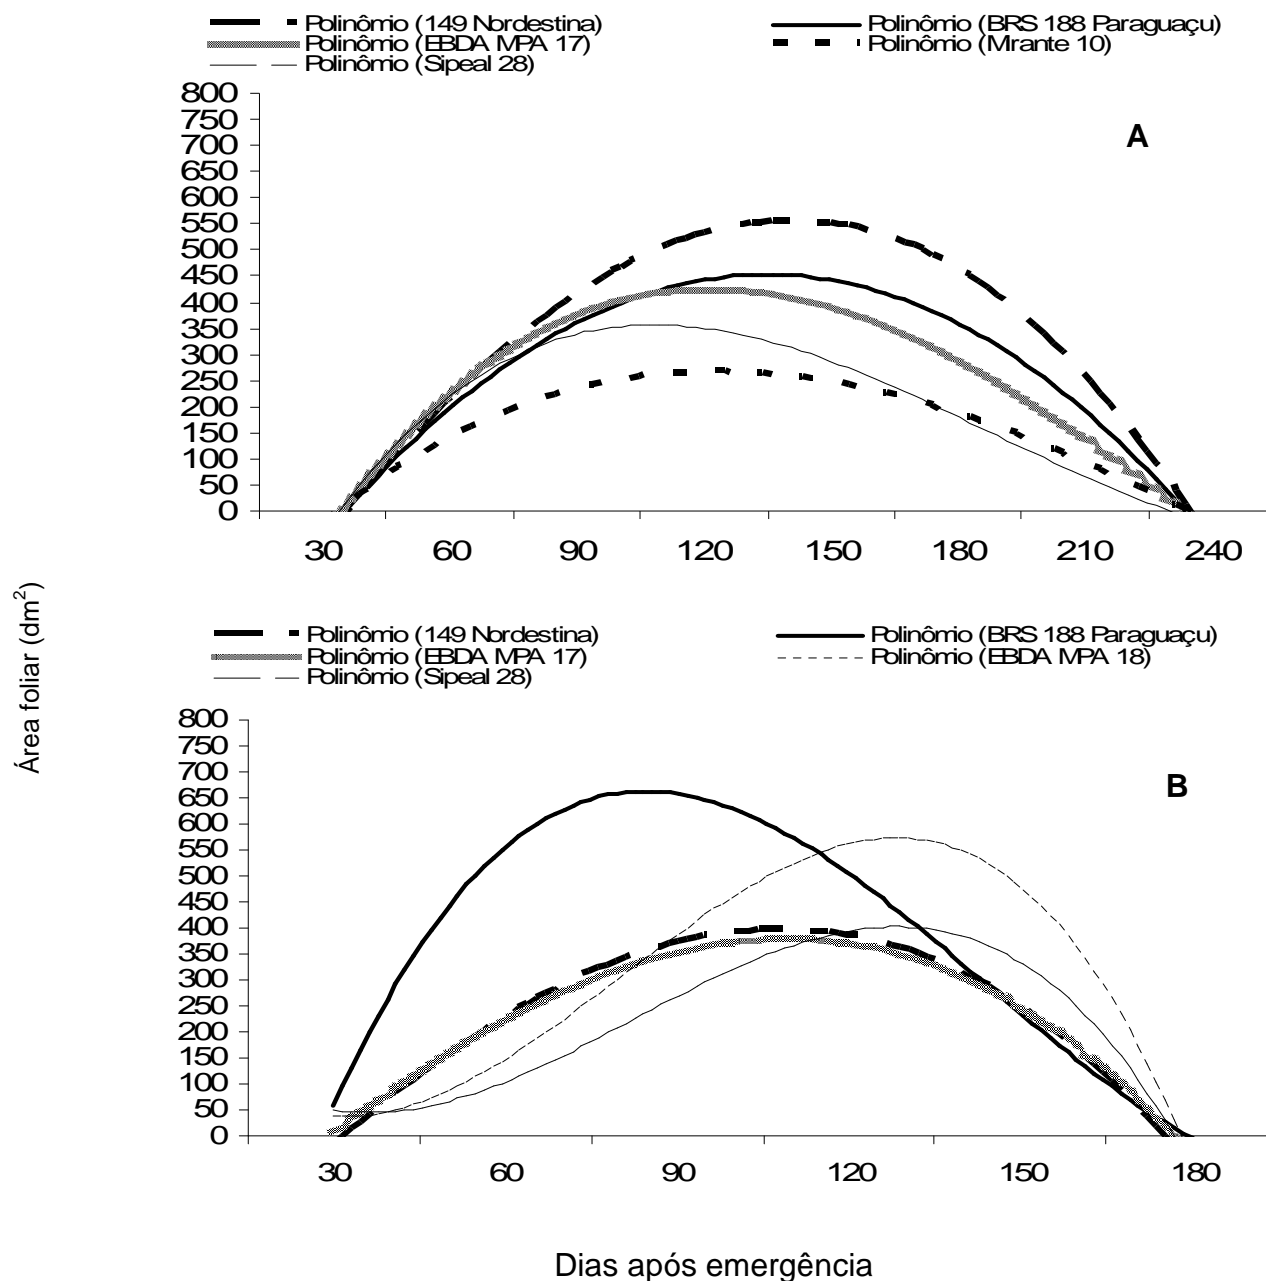 Polinômio (149 Nordestina) Polinômio (BRS 188 Paraguaçu)
Polinômio (EBDA MPA 17) Polinômio (Mirante 10)
Polinômio (Sipeal 28)
800
750
700
650
600
550
500
450
400
350
300
250
200
150
100
50
0
A
30 60 90 120 150 180 210 240
Área foliar (dm²)
Polinômio (149 Nordestina) Polinômio (BRS 188 Paraguaçu)
Polinômio (EBDA MPA 17) Polinômio (EBDA MPA 18)
Polinômio (Sipeal 28)
800
750
700
650
600
550
500
450
400
350
300
250
200
150
100
50
0
B
30 60 90 120 150 180
Dias após emergência